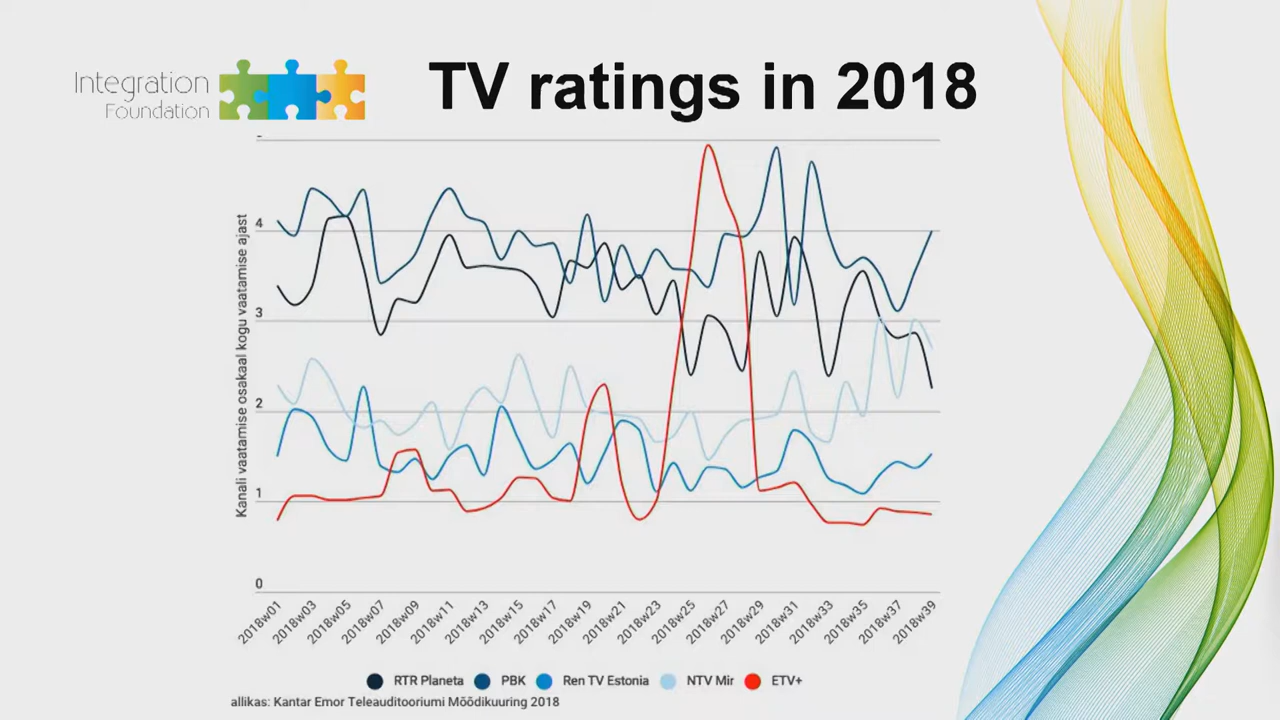 Integration
Foundation
TV ratings in 2018
Kanali vaatamise osakaal kogu vaatamise ajast
4
3
2
1
0
2018w01
2018w03
2018w05
2018w07
2018w09
2018w11
2018w13
2018w15
2018w17
2018w19
2018w21
2018w23
2018w25
2018w27
2018w29
2018w31
2018w33
2018w35
2018w37
2018w39
RTR Planeta PBK Ren TV Estonia NTV Mir ETV+
allikas: Kantar Emor Teleauditooriumi Mõõdikuuring 2018